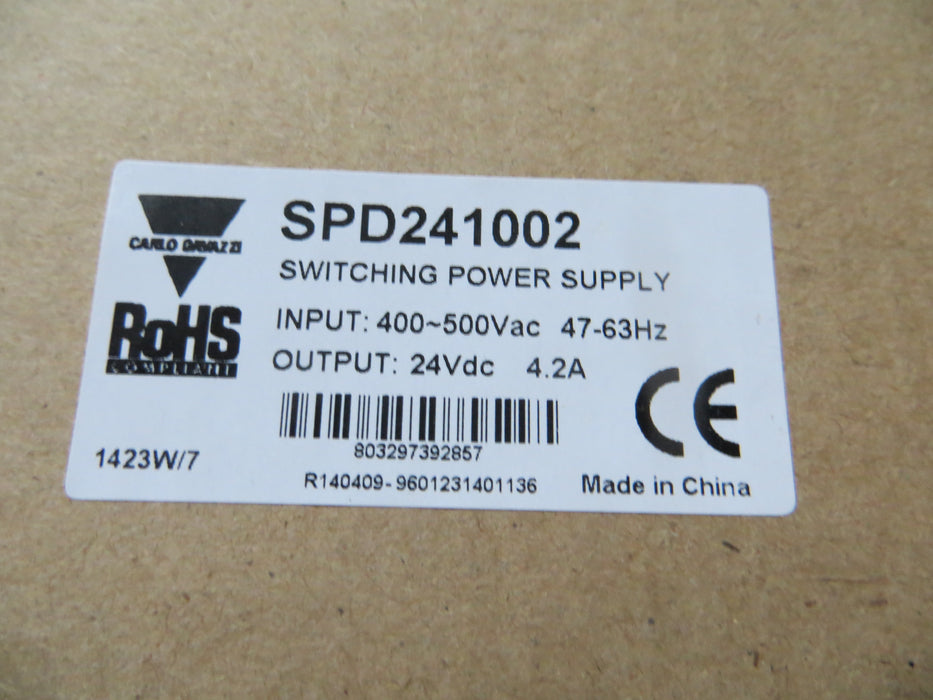 SPD241002
CARLO GAVAZZI
SWITCHING POWER SUPPLY
RoHS
COMPLIANT
INPUT: 400~500Vac 47-63Hz
OUTPUT: 24Vdc 4.2A
CE
803297392857
1423W/7
R140409-9601231401136
Made in China